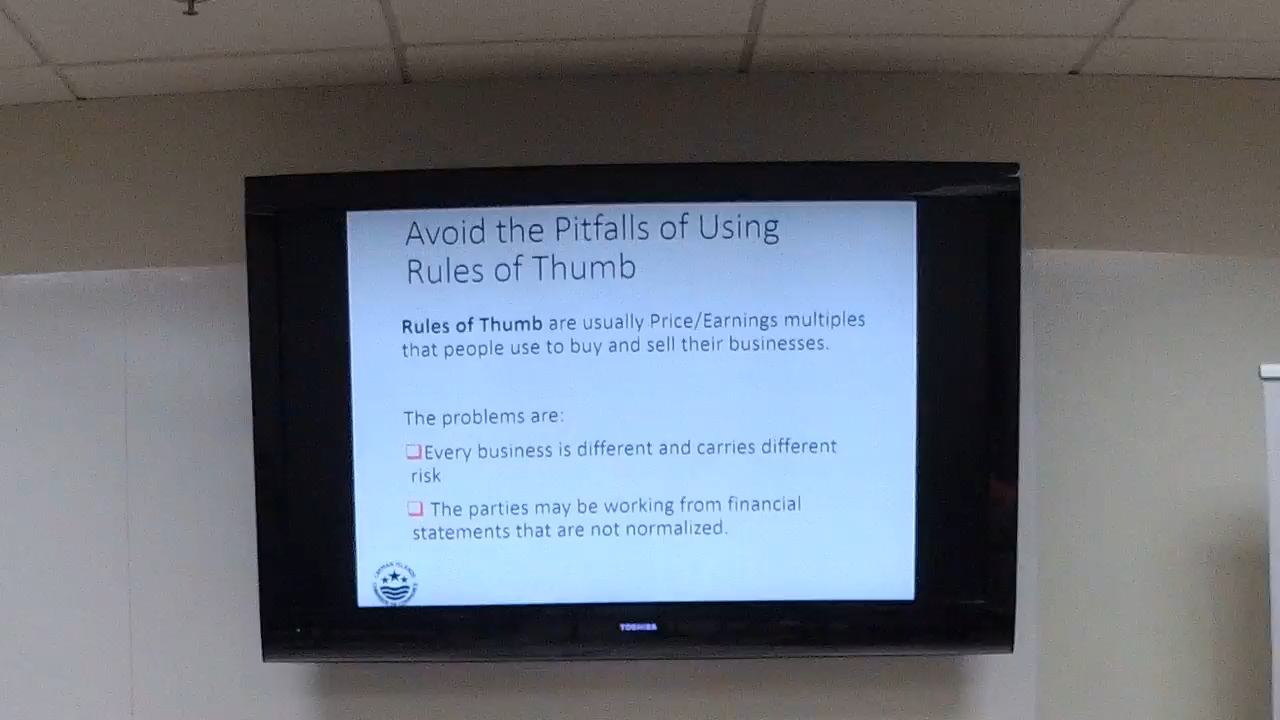 Avoid the Pitfalls of Using
Rules of Thumb
Rules of Thumb are usually Price/Earnings multiples
that people use to buy and sell their businesses.
The problems are:
Every business is different and carries different
risk
The parties may be working from financial
statements that are not normalized.
CAYMAN ISLANDS
TOSHIBA